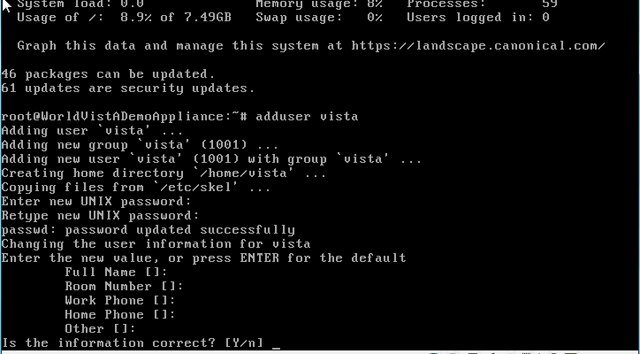 System load: 0.0 Memory usage: 8% Processes: 59
Usage of /: 8.9% of 7.49GB Swap usage: 0% Users logged in: 0
Graph this data and manage this system at https://landscape.canonical.com/
46 packages can be updated.
61 updates are security updates.
root@WorldVistADemoAppliance:~# adduser vista
Adding user `vista' ...
Adding new group `vista' (1001) ...
Adding new user `vista' (1001) with group `vista' ...
Creating home directory `/home/vista' ...
Copying files from `/etc/skel' ...
Enter new UNIX password:
Retype new UNIX password:
passwd: password updated successfully
Changing the user information for vista
Enter the new value, or press ENTER for the default
Full Name []:
Room Number []:
Work Phone []:
Home Phone []:
Other []:
Is the information correct? [Y/n] _